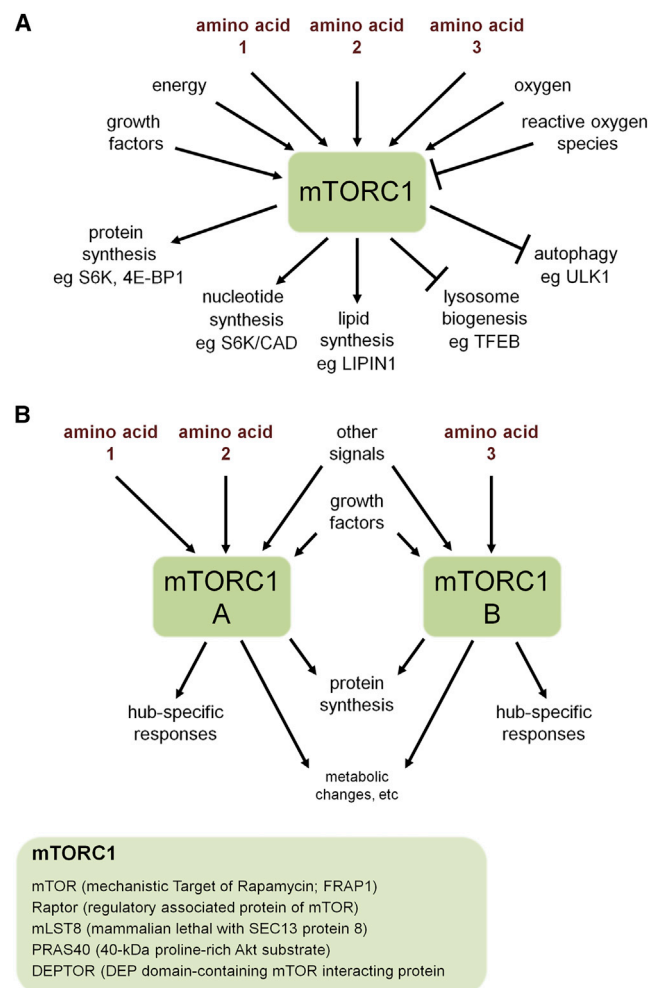 A
amino acid
1
amino acid
2
amino acid
3
energy
oxygen
growth
factors
reactive oxygen
species
mTORC1
protein
synthesis
eg S6K, 4E-BP1
nucleotide
synthesis
eg S6K/CAD
lipid
synthesis
eg LIPIN1
lysosome
biogenesis
eg TFEB
autophagy
eg ULK1
B
amino acid
1
amino acid
2
other
signals
amino acid
3
growth
factors
mTORC1
A
mTORC1
B
protein
synthesis
hub-specific
responses
hub-specific
responses
metabolic
changes, etc
mTORC1
mTOR (mechanistic Target of Rapamycin; FRAP1)
Raptor (regulatory associated protein of mTOR)
mLST8 (mammalian lethal with SEC13 protein 8)
PRAS40 (40-kDa proline-rich Akt substrate)
DEPTOR (DEP domain-containing mTOR interacting protein